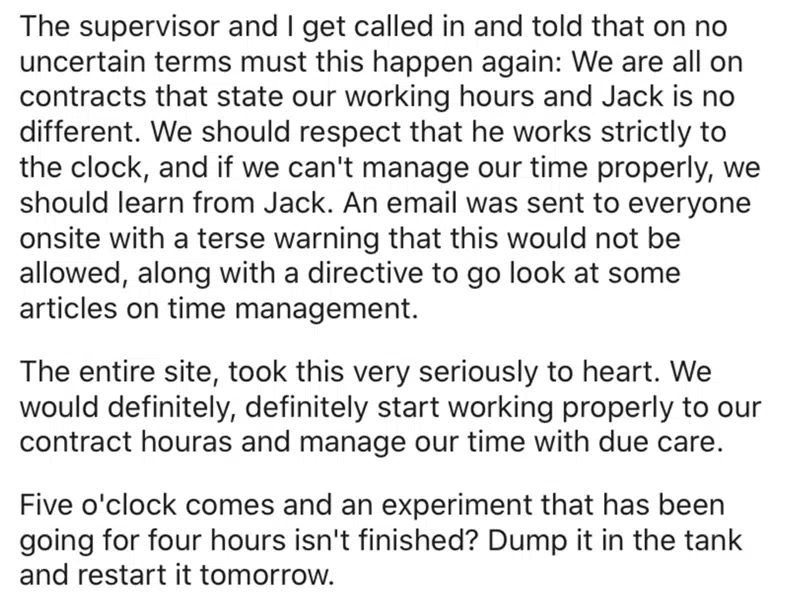 The supervisor and I get called in and told that on no
uncertain terms must this happen again: We are all on
contracts that state our working hours and Jack is no
different. We should respect that he works strictly to
the clock, and if we can't manage our time properly, we
should learn from Jack. An email was sent to everyone
onsite with a terse warning that this would not be
allowed, along with a directive to go look at some
articles on time management.
The entire site, took this very seriously to heart. We
would definitely, definitely start working properly to our
contract houras and manage our time with due care.
Five o'clock comes and an experiment that has been
going for four hours isn't finished? Dump it in the tank
and restart it tomorrow.